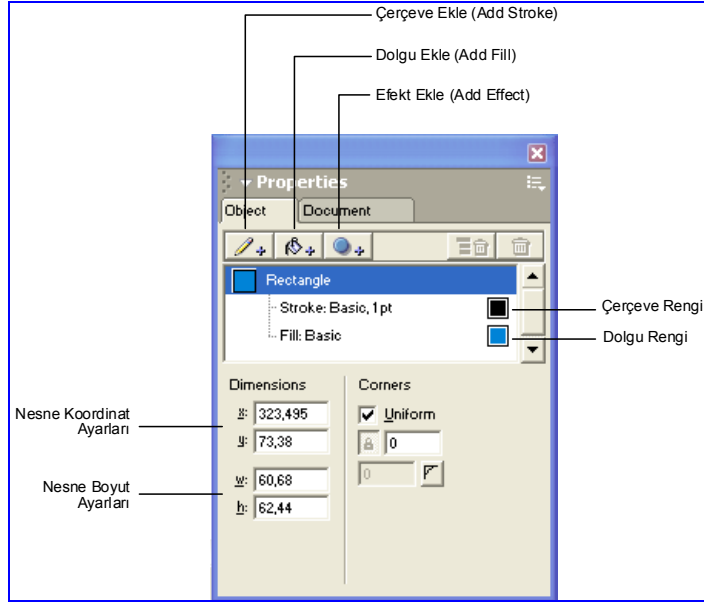 Çerçeve Ekle (Add Stroke)
Dolgu Ekle (Add Fill)
Efekt Ekle (Add Effect)
Properties
Object Document
Rectangle
Stroke: Basic, 1pt
Fill: Basic
Çerçeve Rengi
Dolgu Rengi
Dimensions
x: 323,495
y: 73,38
w: 60,68
h: 62,44
Corners
Uniform
0
0
Nesne Koordinat
Ayarları
Nesne Boyut
Ayarları